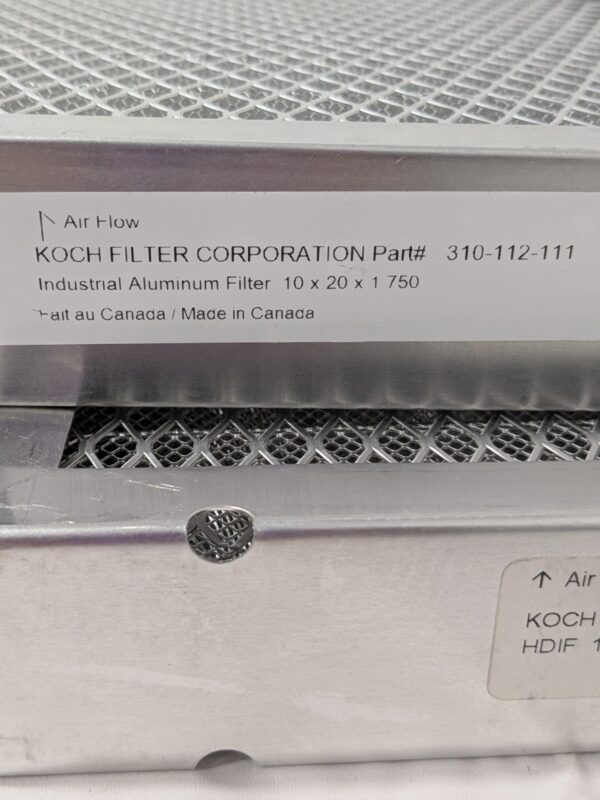 ↑ Air Flow
KOCH FILTER CORPORATION Part# 310-112-111
Industrial Aluminum Filter 10 x 20 x 1 750
Fait au Canada / Made in Canada
↑ Air
KOCH
HDIF 1